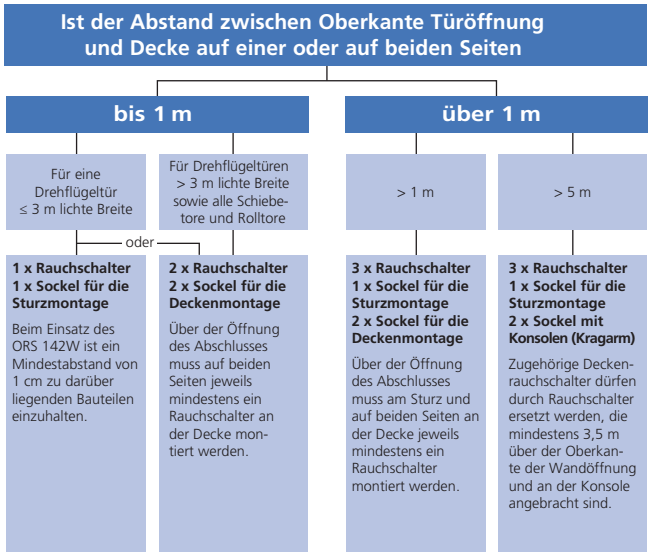 Ist der Abstand zwischen Oberkante Türöffnung
und Decke auf einer oder auf beiden Seiten
bis 1 m
über 1 m
Für eine
Drehflügeltür
≤ 3 m lichte Breite
Für Drehflügeltüren
> 3 m lichte Breite
sowie alle Schiebe-
tore und Rolltore
> 1 m
> 5 m
oder
1 x Rauchschalter
1 x Sockel für die
Sturzmontage
Beim Einsatz des
ORS 142W ist ein
Mindestabstand von
1 cm zu darüber
liegenden Bauteilen
einzuhalten.
2 x Rauchschalter
2 x Sockel für die
Deckenmontage
Über der Öffnung
des Abschlusses
muss auf beiden
Seiten jeweils
mindestens ein
Rauchschalter an
der Decke mon-
tiert werden.
3 x Rauchschalter
1 x Sockel für die
Sturzmontage
2 x Sockel für die
Deckenmontage
Über der Öffnung
des Abschlusses
muss am Sturz und
auf beiden Seiten an
der Decke jeweils
mindestens ein
Rauchschalter
montiert werden.
3 x Rauchschalter
1 x Sockel für die
Sturzmontage
2 x Sockel mit
Konsolen (Kragarm)
Zugehörige Decken-
rauchschalter dürfen
durch Rauchschalter
ersetzt werden, die
mindestens 3,5 m
über der Oberkan-
te der Wandöffnung
und an der Konsole
angebracht sind.